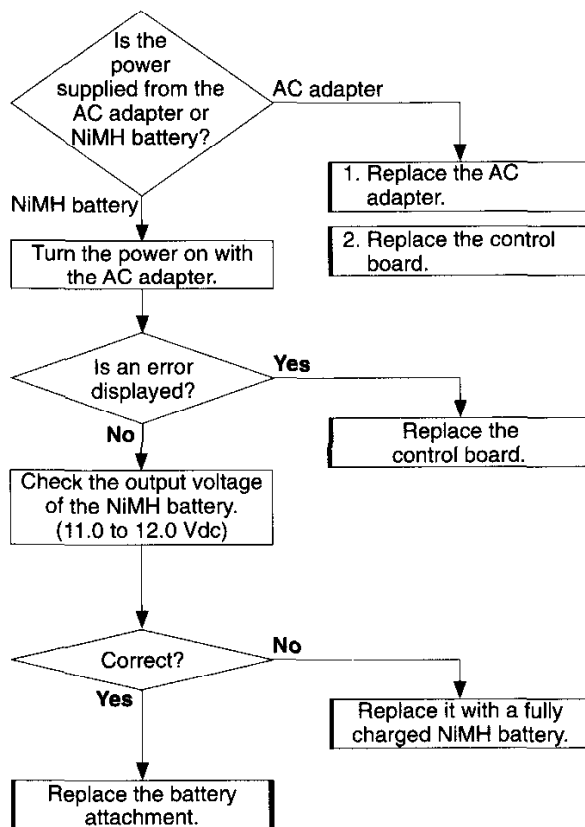 Is the
power
supplied from the
AC adapter or
NiMH battery?
AC adapter
1. Replace the AC
adapter.
2. Replace the control
board.
NiMH battery
Turn the power on with
the AC adapter.
Is an error
displayed?
Yes
Replace the
control board.
No
Check the output voltage
of the NiMH battery.
(11.0 to 12.0 Vdc)
Correct?
No
Replace it with a fully
charged NiMH battery.
Yes
Replace the battery
attachment.